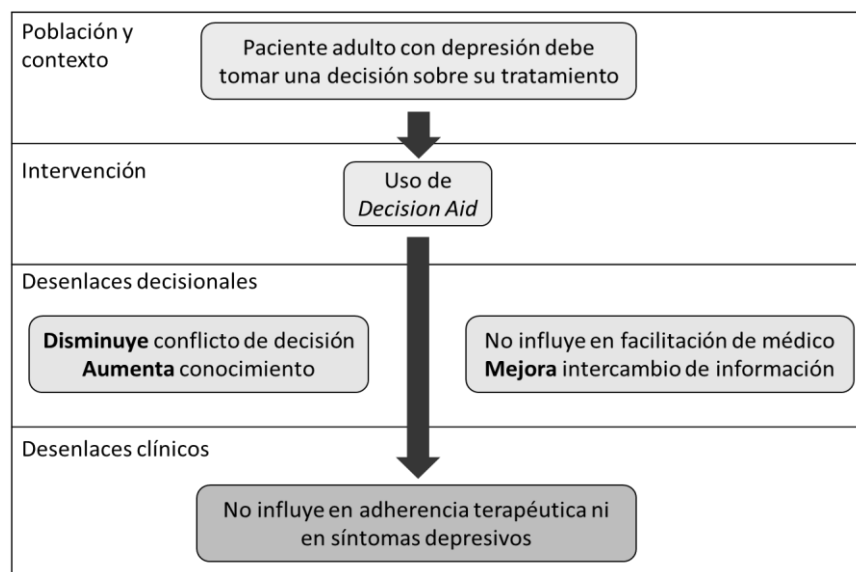 Población y
contexto
Paciente adulto con depresión debe
tomar una decisión sobre su tratamiento
Intervención
Uso de
Decision Aid
Desenlaces decisionales
Disminuye conflicto de decisión
Aumenta conocimiento
No influye en facilitación de médico
Mejora intercambio de información
Desenlaces clínicos
No influye en adherencia terapéutica ni
en síntomas depresivos